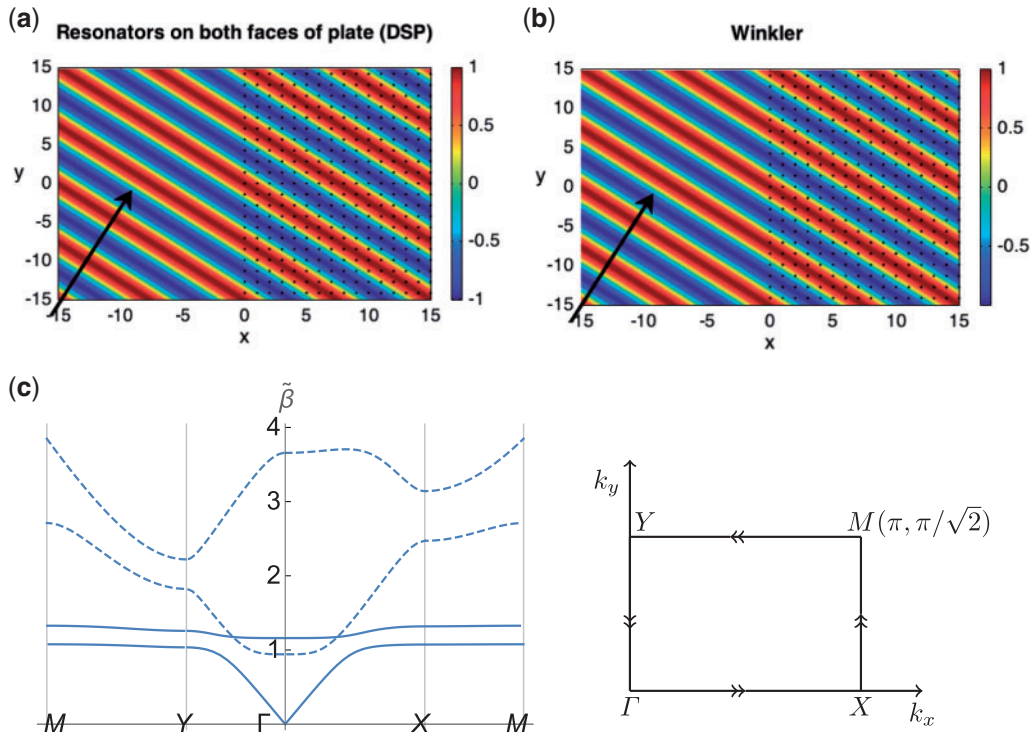 (a)
Resonators on both faces of plate (DSP)
15
10
5
y 0
-5
-10
-15
-15 -10 -5 0 5 10 15
x
1
0.5
0
-0.5
-1
(b)
Winkler
15
10
5
y 0
-5
-10
-15
-15 -10 -5 0 5 10 15
x
1
0.5
0
-0.5
(c)
β̃
4
3
2
1
M Y Γ X M
k_y
Y M(π, π/√2)
Γ X k_x